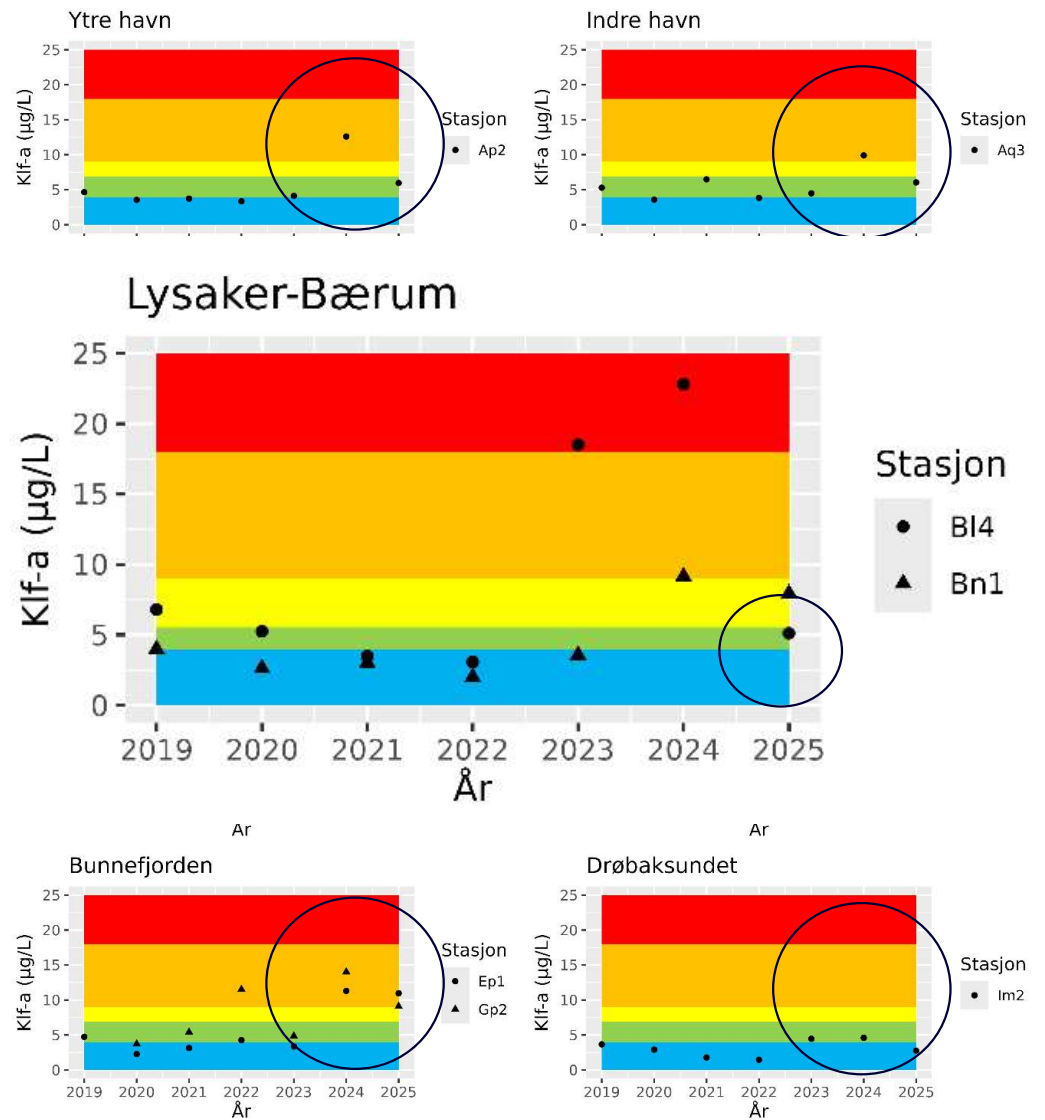 Ytre havn
Klf-a (µg/L)
25
20
15
10
5
0
Stasjon
Ap2
Indre havn
Klf-a (µg/L)
25
20
15
10
5
0
Stasjon
Aq3
Lysaker-Bærum
Klf-a (µg/L)
25
20
15
10
5
0
2019 2020 2021 2022 2023 2024 2025
År
Stasjon
Bl4
Bn1
År
År
Bunnefjorden
Klf-a (µg/L)
25
20
15
10
5
0
2019 2020 2021 2022 2023 2024 2025
År
Stasjon
Ep1
Gp2
Drøbaksundet
Klf-a (µg/L)
25
20
15
10
5
0
2019 2020 2021 2022 2023 2024 2025
År
Stasjon
Im2